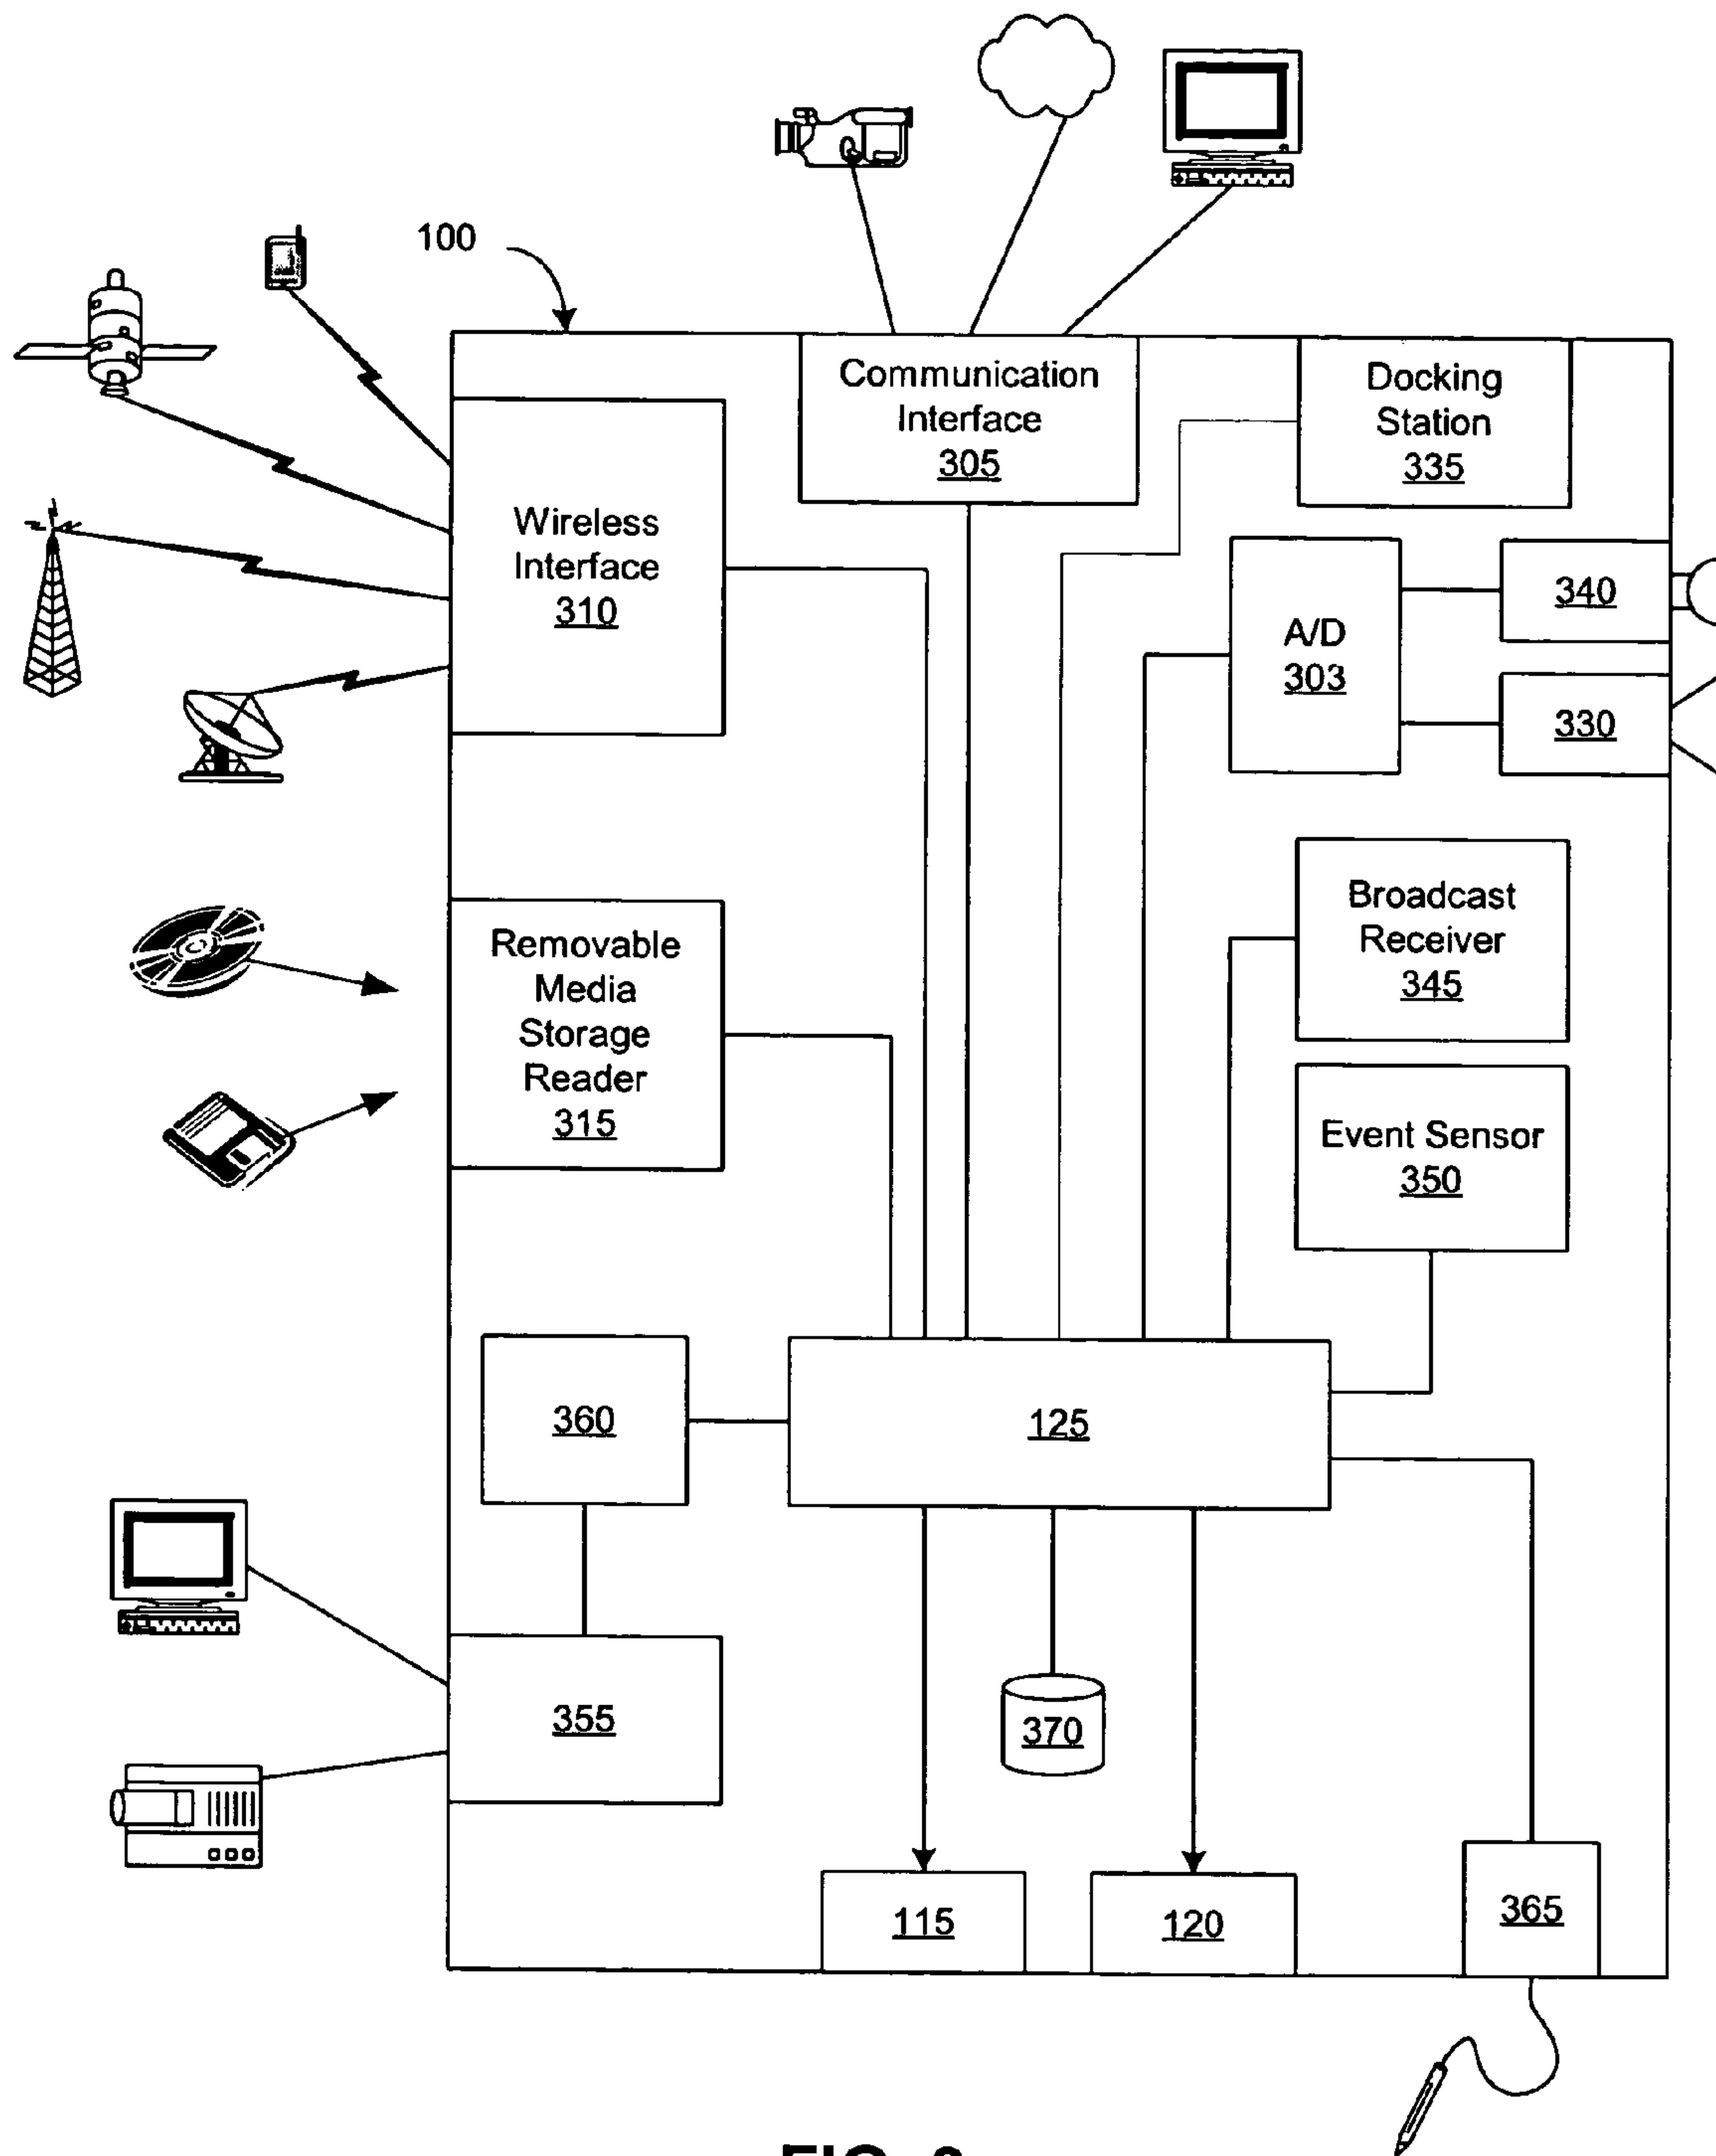 100
Communication
Interface
305
Docking
Station
335
Wireless
Interface
310
340
A/D
303
330
Broadcast
Receiver
345
Removable
Media
Storage
Reader
315
Event Sensor
350
360
125
355
370
115
120
365
FIG.